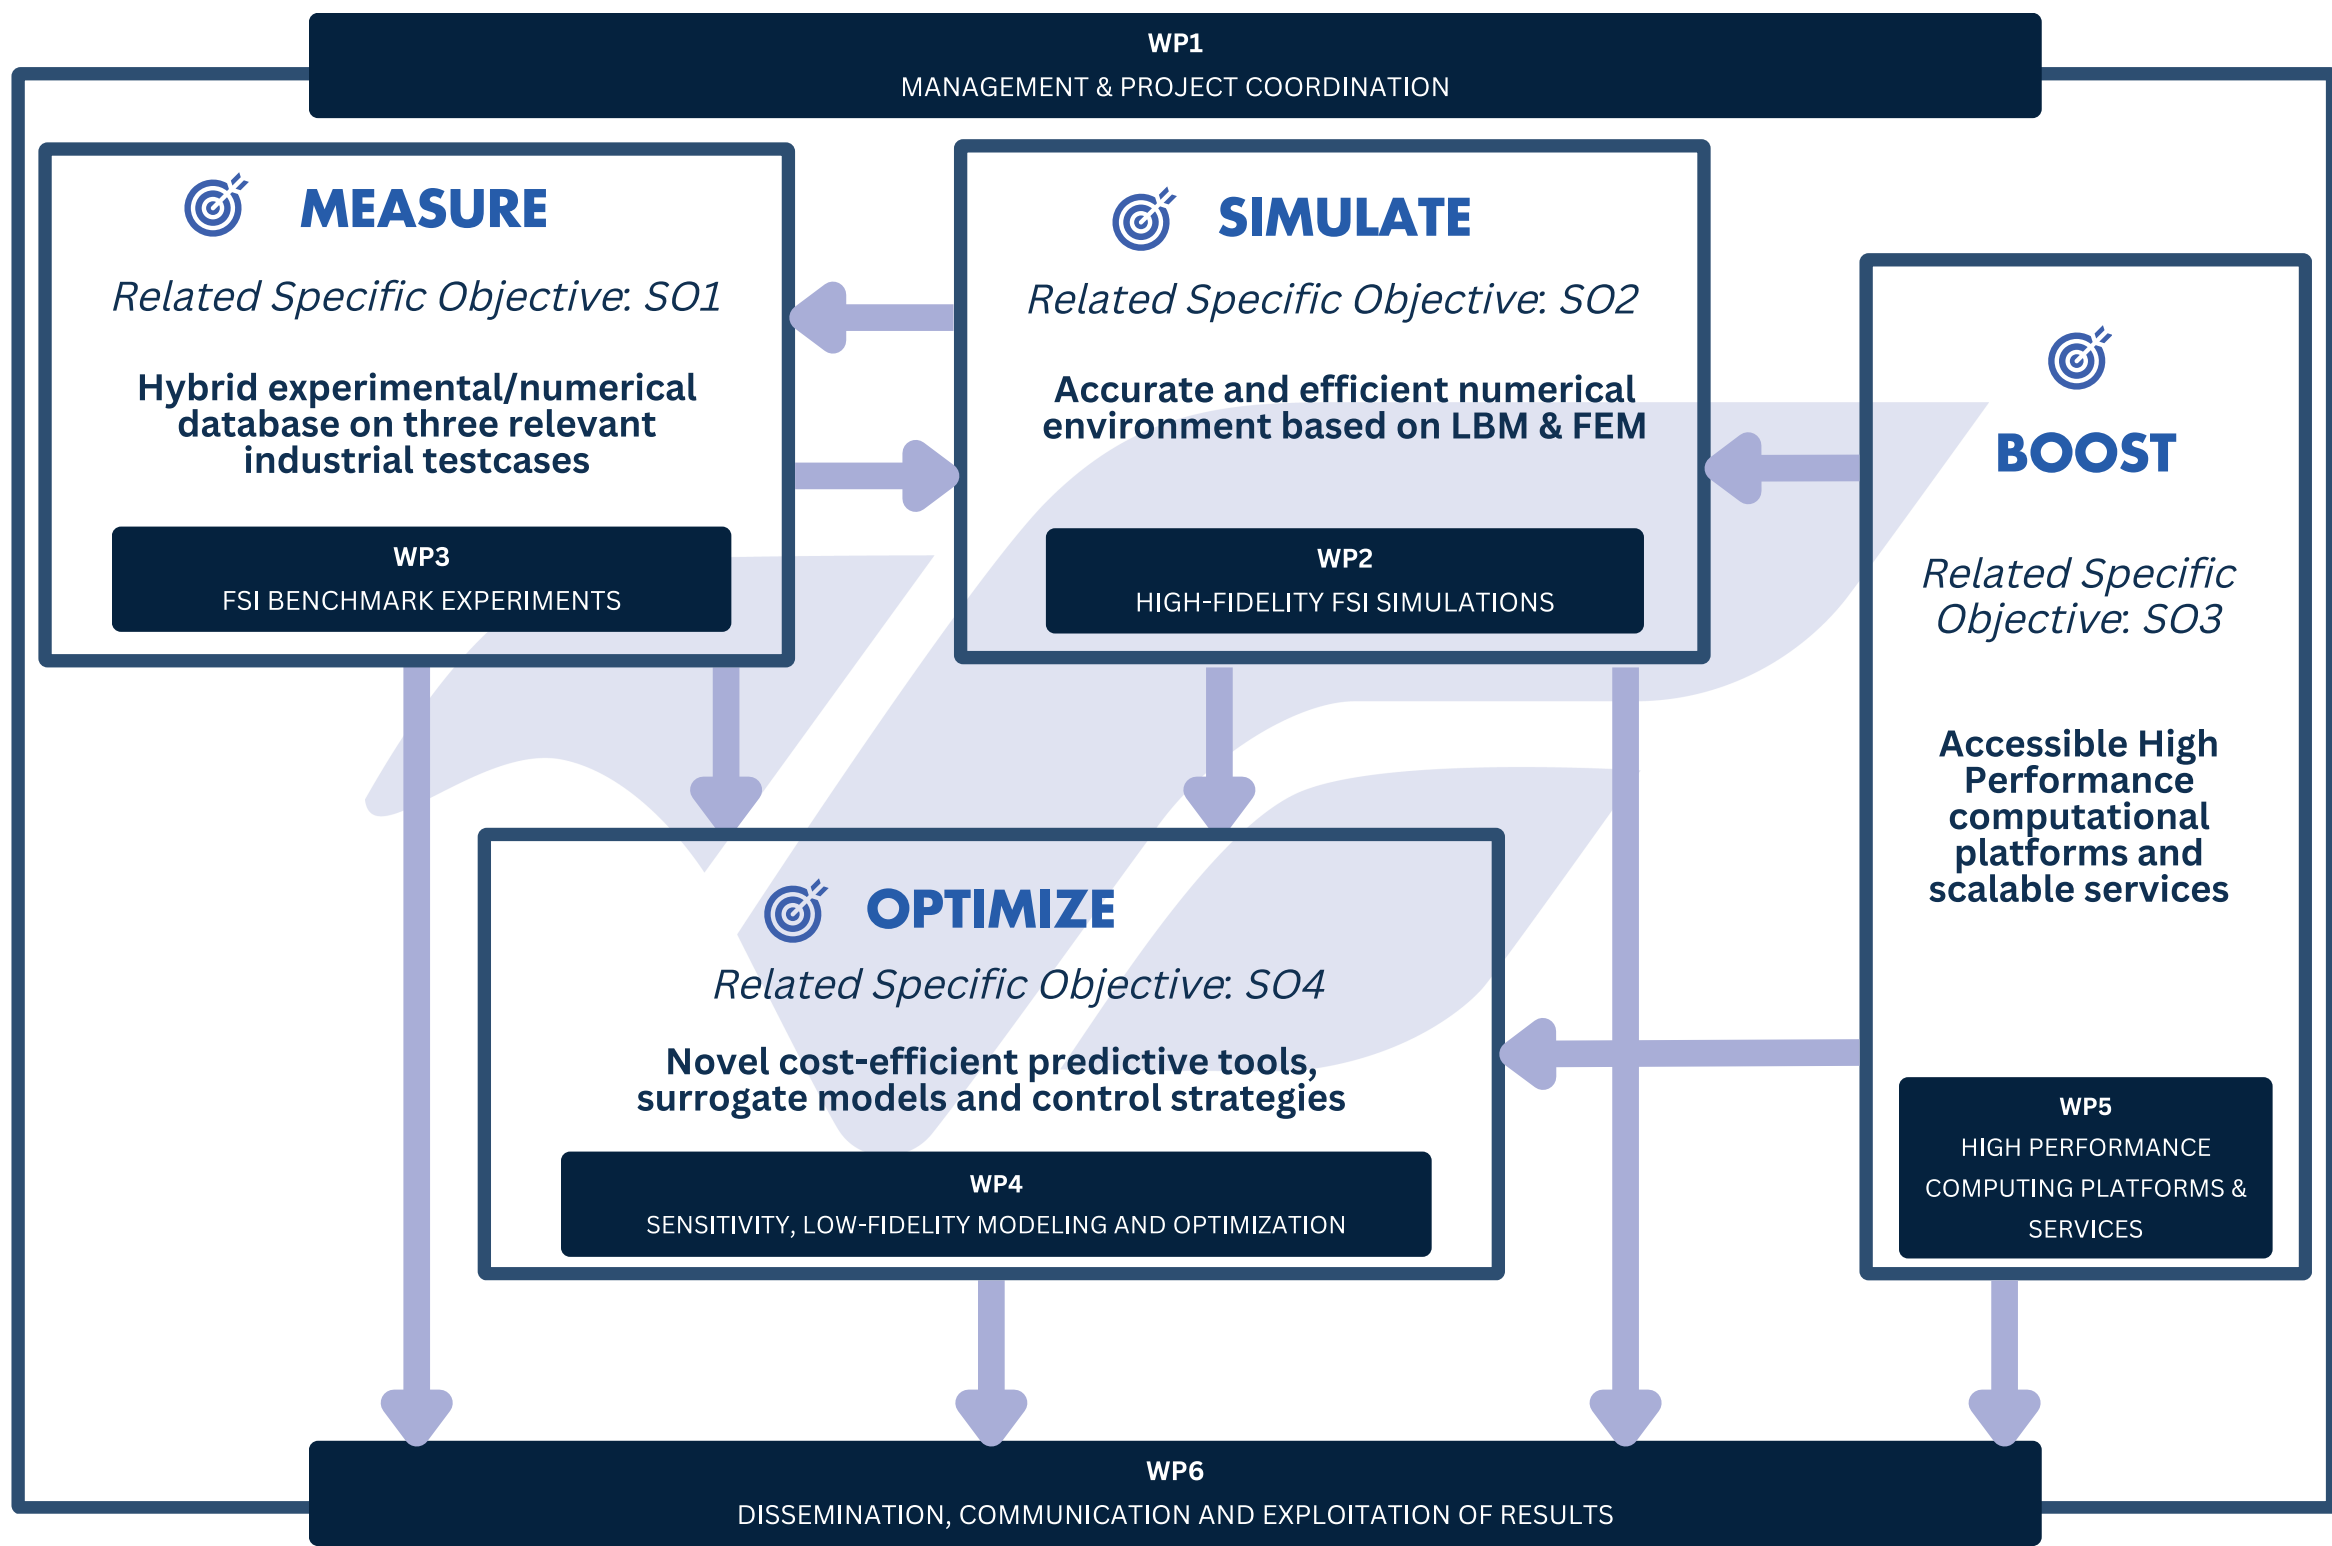 WP1
MANAGEMENT & PROJECT COORDINATION
MEASURE
Related Specific Objective: SO1
Hybrid experimental/numerical
database on three relevant
industrial testcases
WP3
FSI BENCHMARK EXPERIMENTS
SIMULATE
Related Specific Objective: SO2
Accurate and efficient numerical
environment based on LBM & FEM
WP2
HIGH-FIDELITY FSI SIMULATIONS
BOOST
Related Specific
Objective: SO3
Accessible High
Performance
computational
platforms and
scalable services
WP5
HIGH PERFORMANCE
COMPUTING PLATFORMS &
SERVICES
OPTIMIZE
Related Specific Objective: SO4
Novel cost-efficient predictive tools,
surrogate models and control strategies
WP4
SENSITIVITY, LOW-FIDELITY MODELING AND OPTIMIZATION
WP6
DISSEMINATION, COMMUNICATION AND EXPLOITATION OF RESULTS